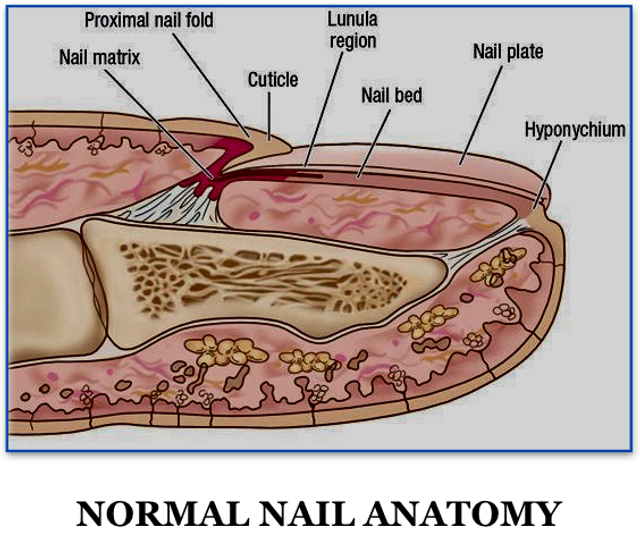 Proximal nail fold
Lunula
region
Nail matrix
Nail plate
Cuticle
Nail bed
Hyponychium
NORMAL NAIL ANATOMY